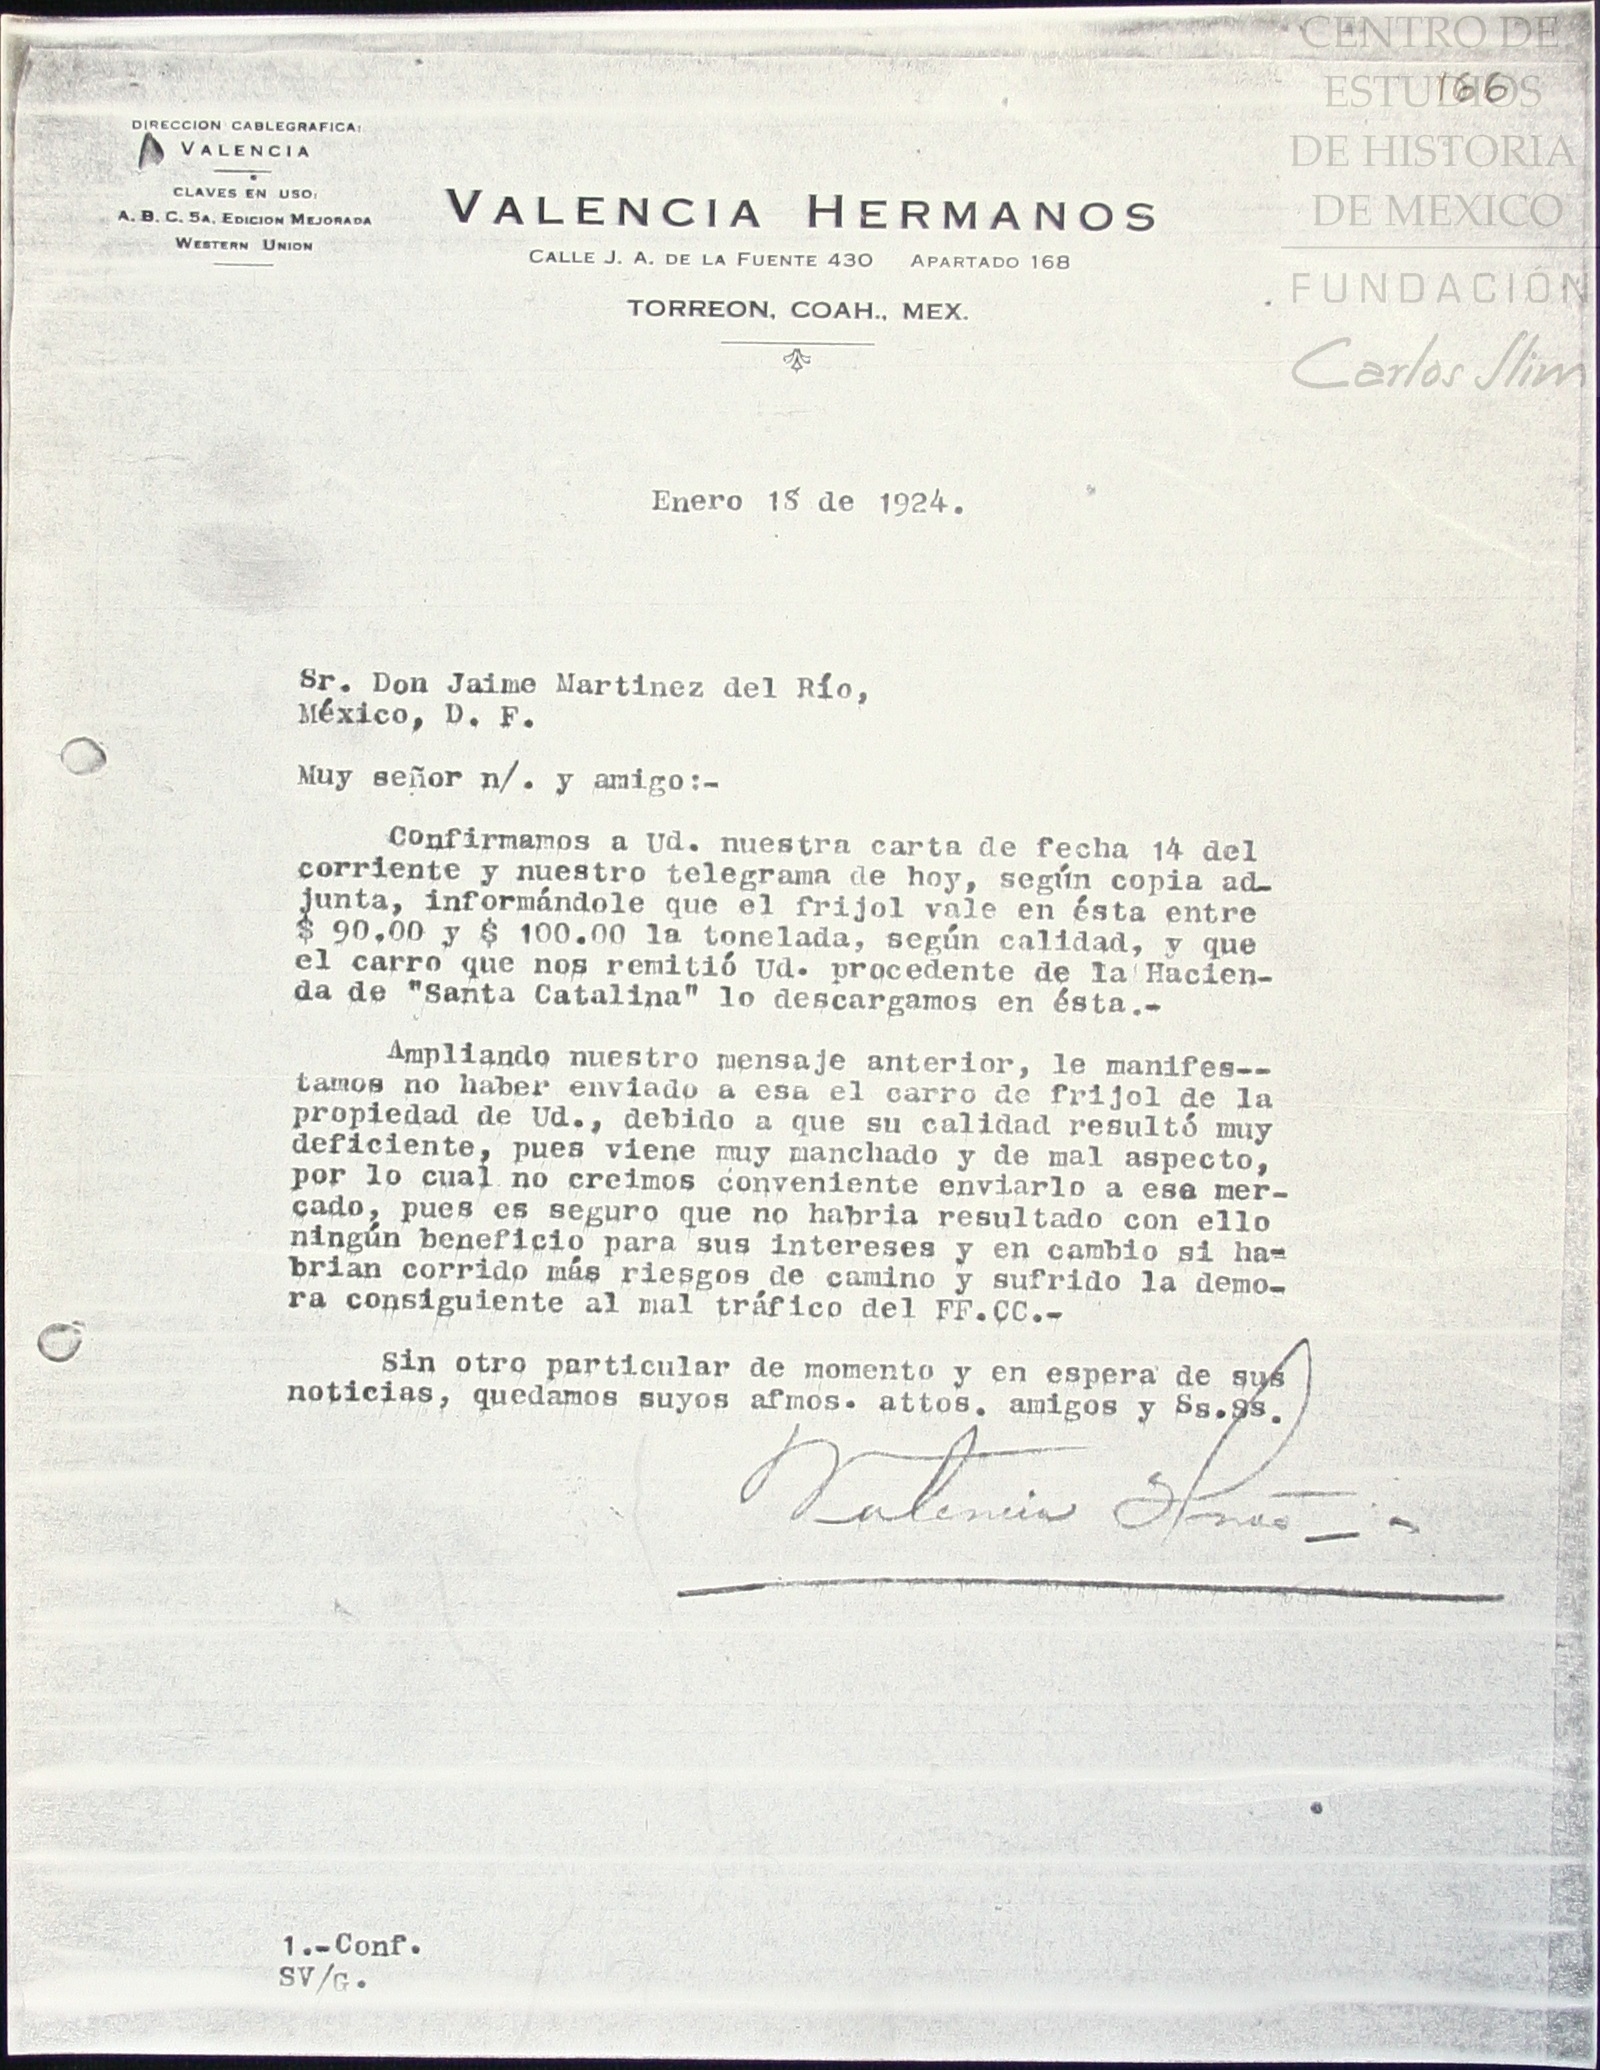 CENTRO DE
ESTUDIOS
DE HISTORIA
DE MEXICO
FUNDACIÓN
Carlos Slim
166
DIRECCION CABLEGRAFICA:
VALENCIA
CLAVES EN USO:
A. B. C. 5A. EDICION MEJORADA
WESTERN UNION
VALENCIA HERMANOS
CALLE J. A. DE LA FUENTE 430 APARTADO 168
TORREON, COAH., MEX.
Enero 18 de 1924.
Sr. Don Jaime Martinez del Río,
México, D. F.
Muy señor n/. y amigo:-
Confirmamos a Ud. nuestra carta de fecha 14 del
corriente y nuestro telegrama de hoy, según copia ad-
junta, informándole que el frijol vale en ésta entre
$ 90.00 y $ 100.00 la tonelada, según calidad, y que
el carro que nos remitió Ud. procedente de la Hacien-
da de "Santa Catalina" lo descargamos en ésta.-
Ampliando nuestro mensaje anterior, le manifes--
tamos no haber enviado a esa el carro de frijol de la
propiedad de Ud., debido a que su calidad resultó muy
deficiente, pues viene muy manchado y de mal aspecto,
por lo cual no creimos conveniente enviarlo a ese mer-
cado, pues es seguro que no habria resultado con ello
ningún beneficio para sus intereses y en cambio si ha-
brian corrido más riesgos de camino y sufrido la demo-
ra consiguiente al mal tráfico del FF.CC.-
Sin otro particular de momento y en espera de sus
noticias, quedamos suyos afmos. attos. amigos y Ss.Ss.
Valencia Hnos
1.-Conf.
SV/G.